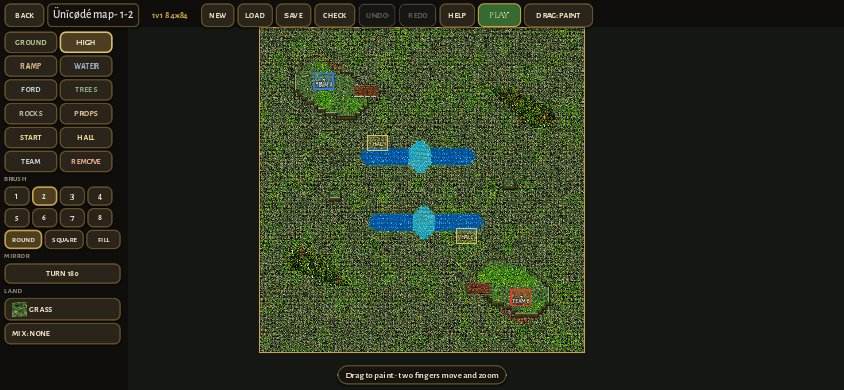 BACK
Ünïcødé map- 1-2
1v1 84x84
NEW
LOAD
SAVE
CHECK
UNDO
REDO
HELP
PLAY
DRAG: PAINT
GROUND
HIGH
RAMP
WATER
FORD
TREES
ROCKS
PROPS
START
HALL
TEAM
REMOVE
BRUSH
1
2
3
4
5
6
7
8
ROUND
SQUARE
FILL
MIRROR
TURN 180
LAND
GRASS
MIX: NONE
TEAM B
Drag to paint · two fingers move and zoom